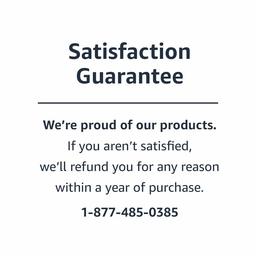 Satisfaction
Guarantee
We’re proud of our products.
If you aren’t satisfied,
we’ll refund you for any reason
within a year of purchase.
1-877-485-0385